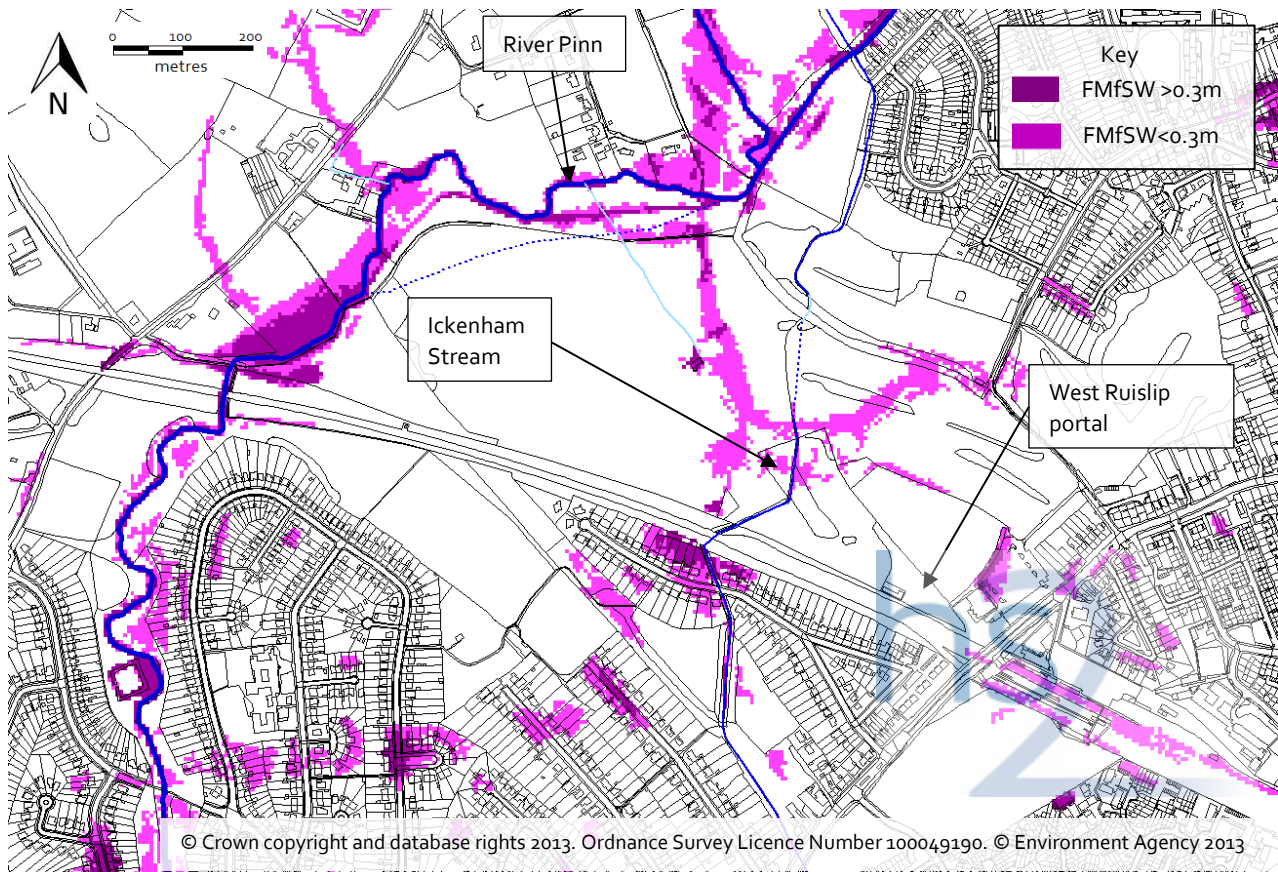 0 100 200
metres
N
River Pinn
Key
FMfSW >0.3m
FMfSW<0.3m
Ickenham
Stream
West Ruislip
portal
hs2
© Crown copyright and database rights 2013. Ordnance Survey Licence Number 100049190. © Environment Agency 2013